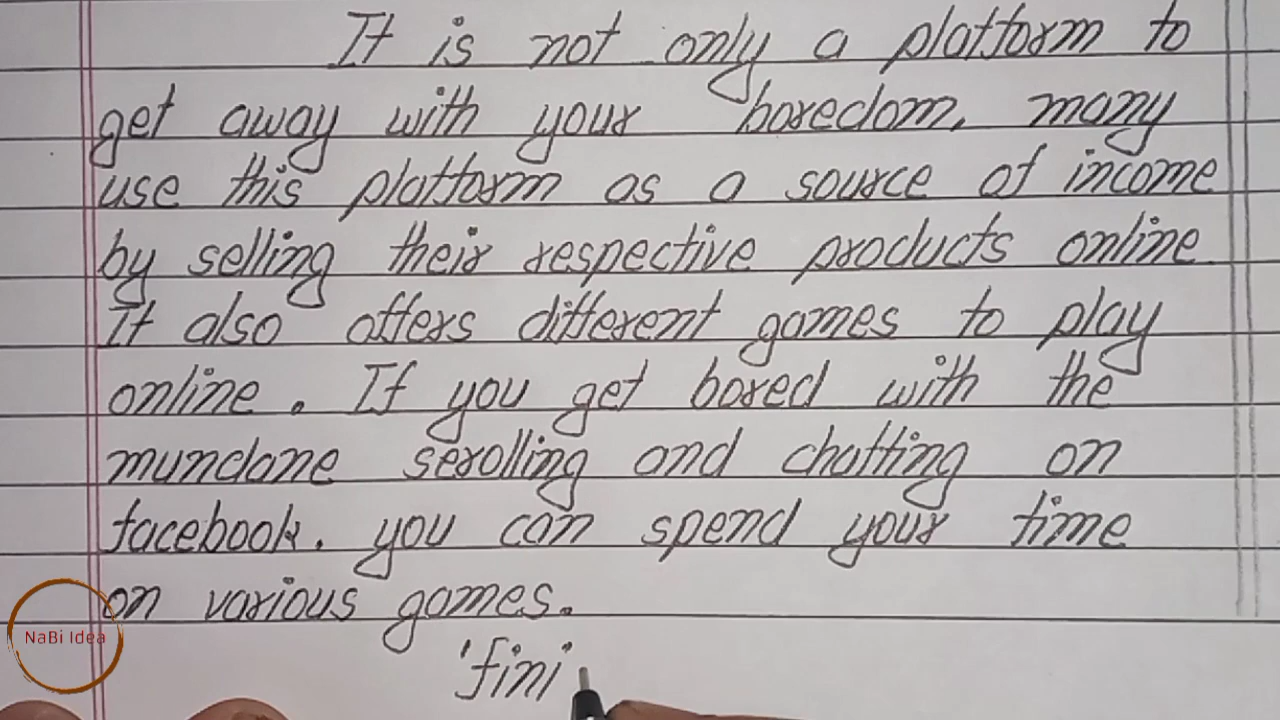 It is not only a platform to
get away with your boredom, many
use this platform as a source of income
by selling their respective products online.
It also offers different games to play
online. If you get bored with the
mundane scrolling and chatting on
facebook. you can spend your time
on various games.
'fini
NaBi Idea